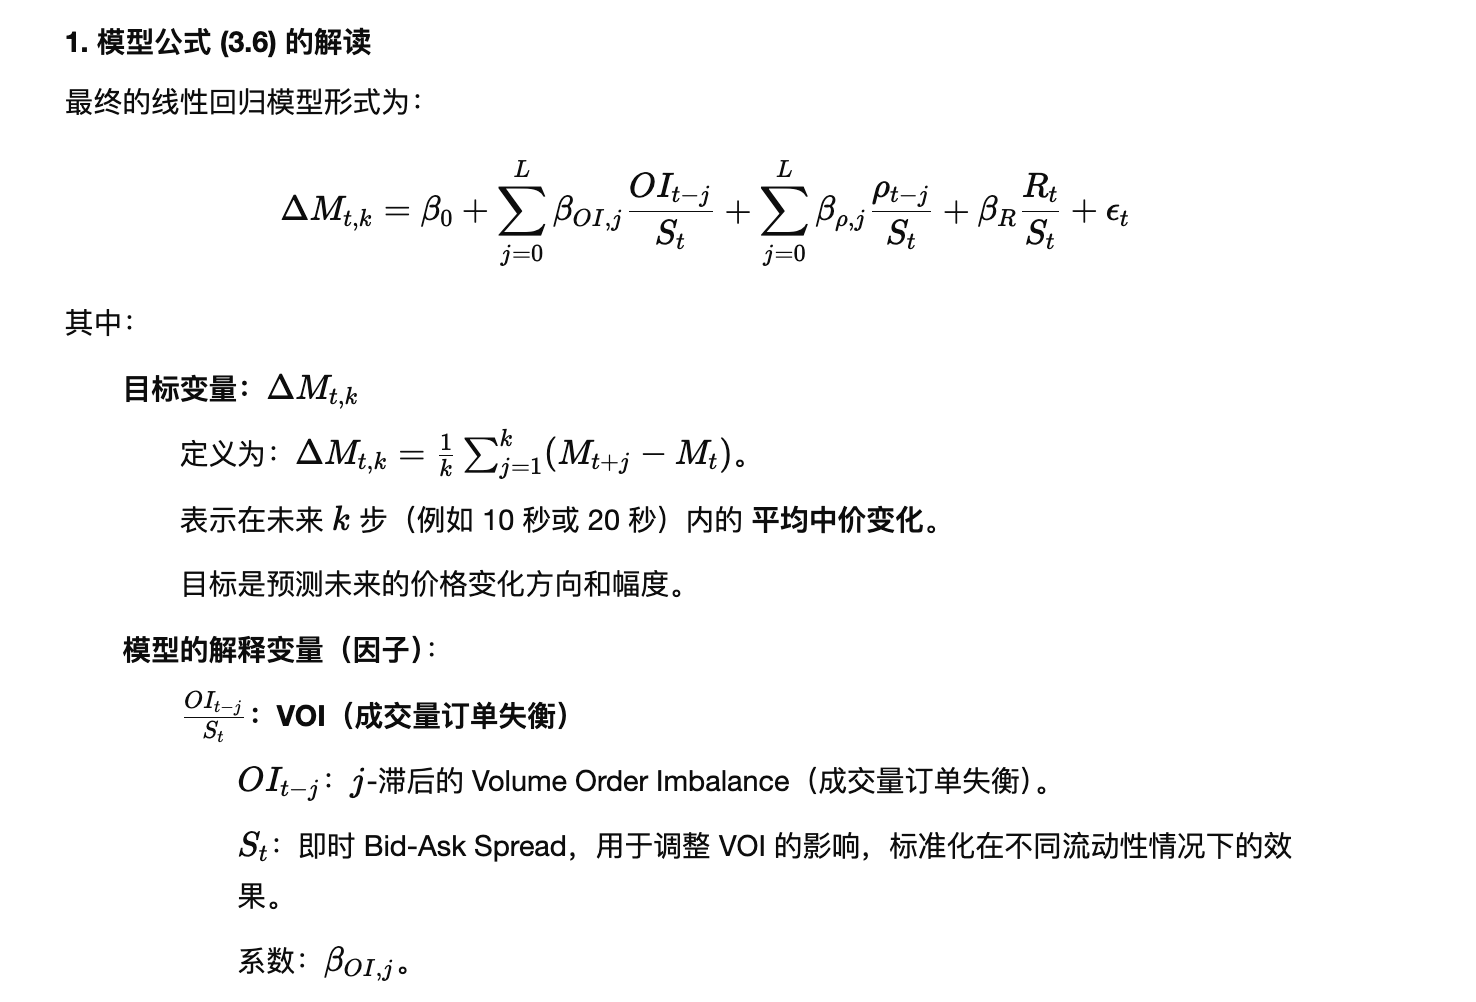 1. 模型公式 (3.6) 的解读
最终的线性回归模型形式为：
$$\Delta M_{t,k} = \beta_0 + \sum_{j=0}^{L} \beta_{OI,j} \frac{OI_{t-j}}{S_t} + \sum_{j=0}^{L} \beta_{\rho,j} \frac{\rho_{t-j}}{S_t} + \beta_R \frac{R_t}{S_t} + \epsilon_t$$
其中：
目标变量：$\Delta M_{t,k}$
定义为：$\Delta M_{t,k} = \frac{1}{k} \sum_{j=1}^{k} (M_{t+j} - M_t)$。
表示在未来 $k$ 步（例如 10 秒或 20 秒）内的 平均中价变化。
目标是预测未来的价格变化方向和幅度。
模型的解释变量（因子）：
$\frac{OI_{t-j}}{S_t}$：VOI（成交量订单失衡）
$OI_{t-j}$：$j$-滞后的 Volume Order Imbalance（成交量订单失衡）。
$S_t$：即时 Bid-Ask Spread，用于调整 VOI 的影响，标准化在不同流动性情况下的效
果。
系数：$\beta_{OI,j}$。